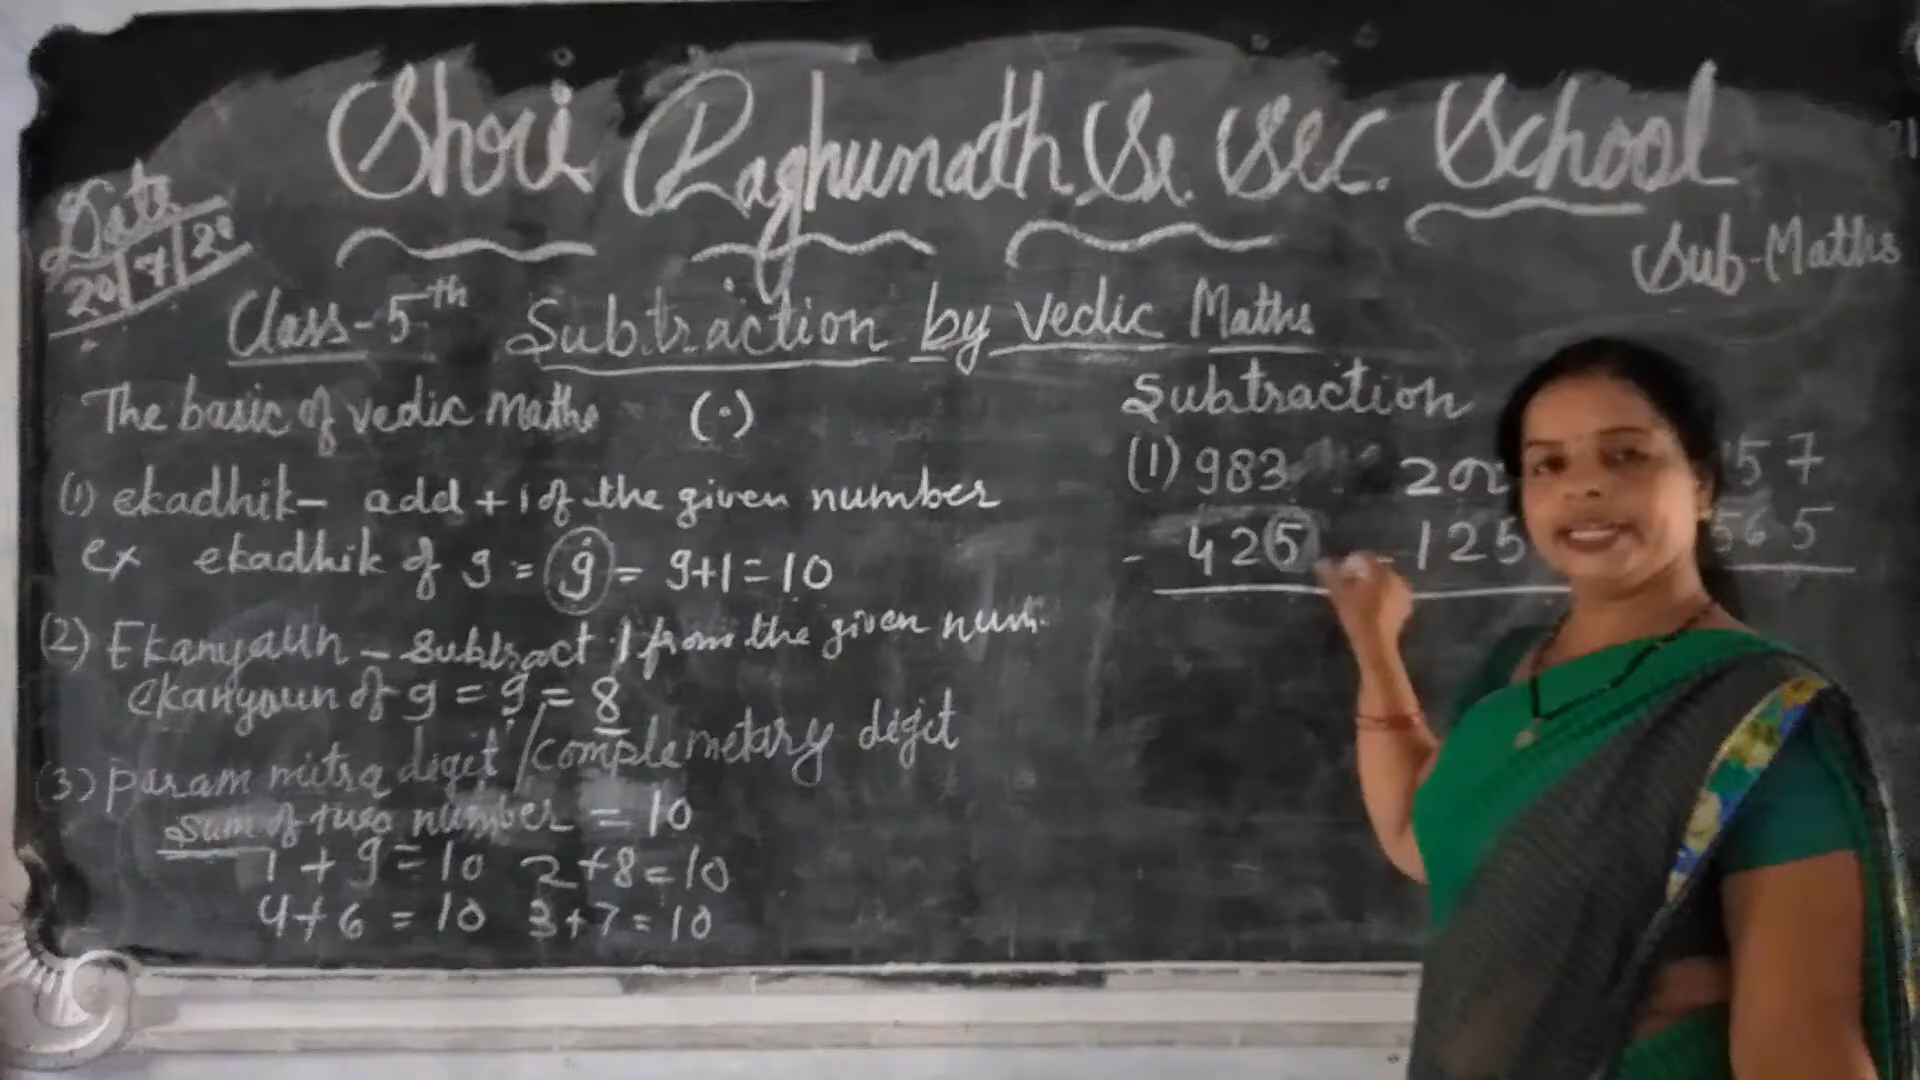 Shri Raghunath Sr. Sec. School
Date
20/7/20
Sub-Maths
Class-5th Subtraction by vedic Maths
The basic of vedic maths (·)
(1) ekadhik- add +1 of the given number
ex ekadhik of 9 = 9̇ = 9+1=10
(2) Ekanyaun - subtract 1 from the given num.
ekanyaun of 9 = 9̣ = 8
(3) param mitra digit / complemetary digit
Sum of two number = 10
1 + 9 = 10 2+8=10
4+6 = 10 3+7=10
Subtraction
(1) 983
- 425
200
- 125
57
565